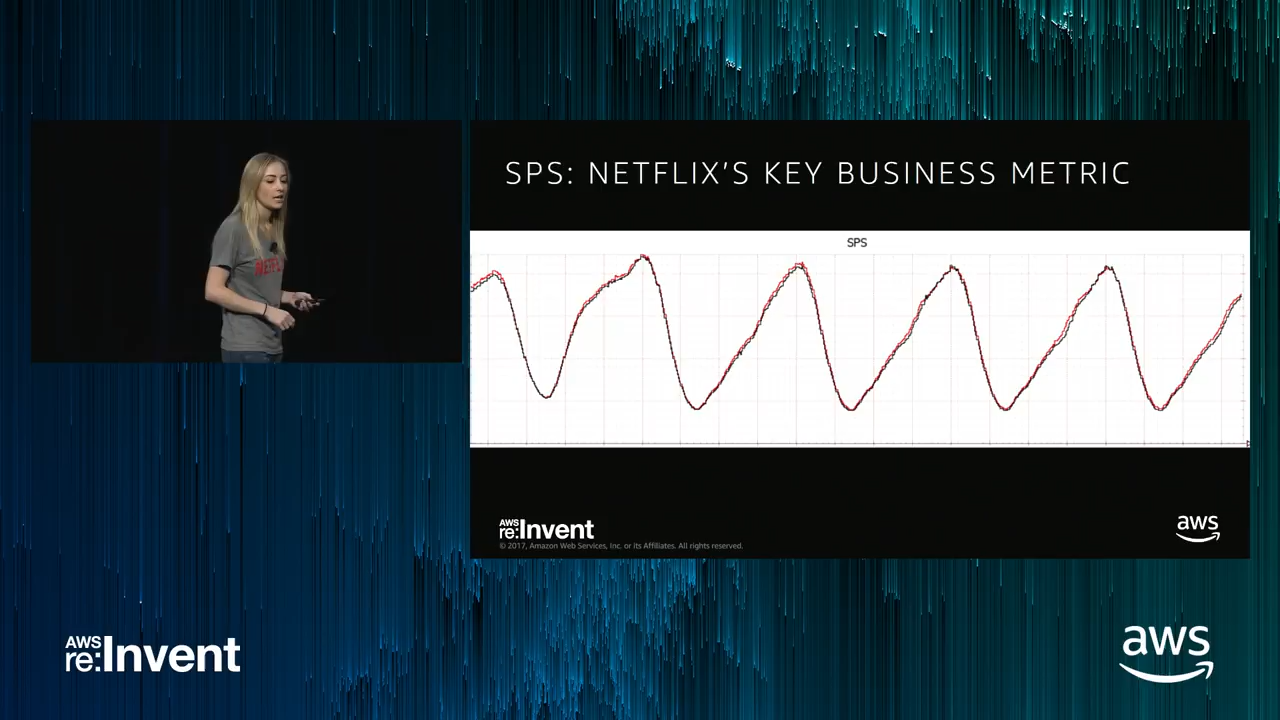 SPS: NETFLIX'S KEY BUSINESS METRIC
SPS
NETFLIX
AWS
re:Invent
© 2017, Amazon Web Services, Inc. or its Affiliates. All rights reserved.
aws
AWS
re:Invent
aws